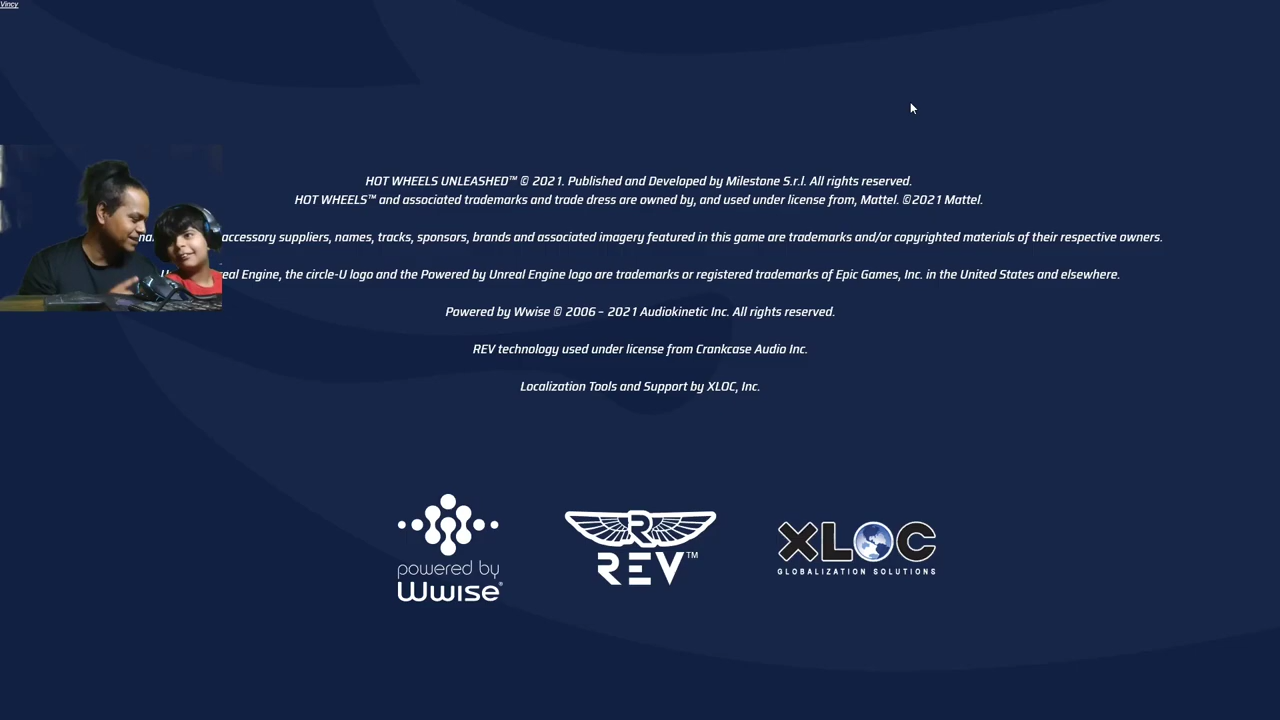 Vincy
HOT WHEELS UNLEASHED™ © 2021. Published and Developed by Milestone S.r.l. All rights reserved.
HOT WHEELS™ and associated trademarks and trade dress are owned by, and used under license from, Mattel. ©2021 Mattel.
accessory suppliers, names, tracks, sponsors, brands and associated imagery featured in this game are trademarks and/or copyrighted materials of their respective owners.
Engine, the circle-U logo and the Powered by Unreal Engine logo are trademarks or registered trademarks of Epic Games, Inc. in the United States and elsewhere.
Powered by Wwise © 2006 – 2021 Audiokinetic Inc. All rights reserved.
REV technology used under license from Crankcase Audio Inc.
Localization Tools and Support by XLOC, Inc.
powered by
Wwise®
R
REV™
XLOC
GLOBALIZATION SOLUTIONS